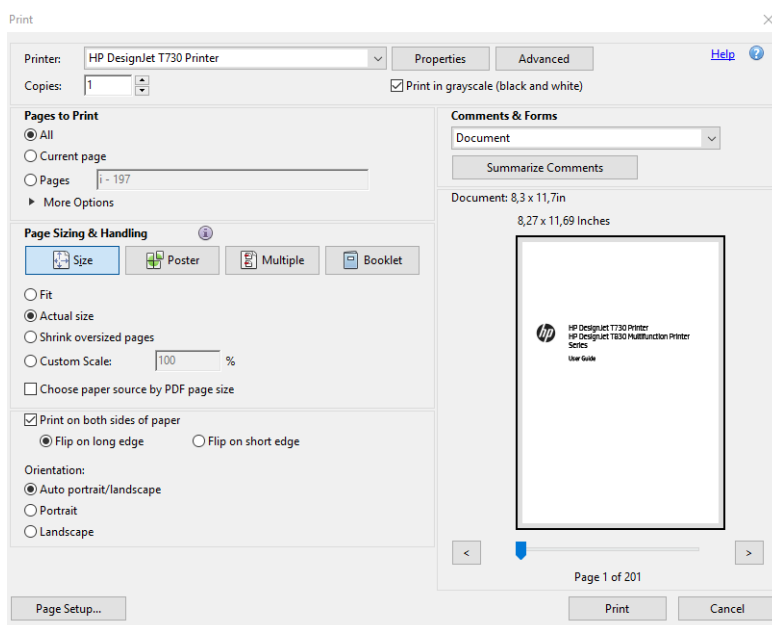 Print
Printer: HP DesignJet T730 Printer Properties Advanced Help ?
Copies: 1 Print in grayscale (black and white)
Pages to Print
All
Current page
Pages i - 197
More Options
Page Sizing & Handling i
Size Poster Multiple Booklet
Fit
Actual size
Shrink oversized pages
Custom Scale: 100 %
Choose paper source by PDF page size
Print on both sides of paper
Flip on long edge Flip on short edge
Orientation:
Auto portrait/landscape
Portrait
Landscape
Comments & Forms
Document
Summarize Comments
Document: 8,3 x 11,7in
8,27 x 11,69 Inches
hp
HP DesignJet T730 Printer
HP DesignJet T830 Multifunction Printer
Series
User Guide
< >
Page 1 of 201
Page Setup... Print Cancel